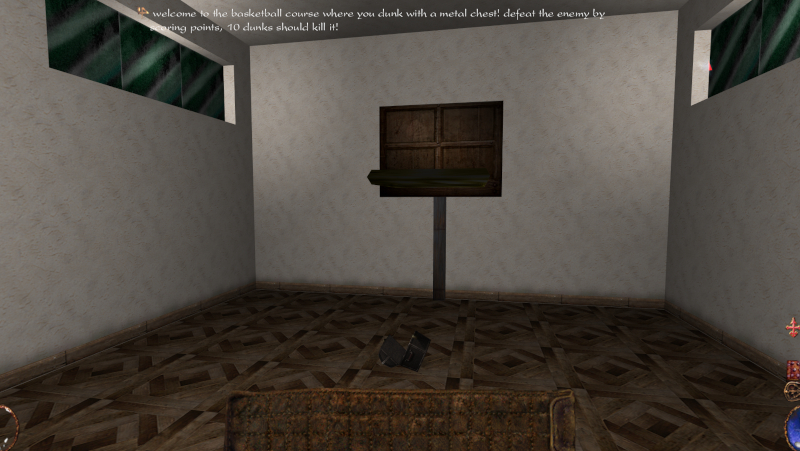 welcome to the basketball course where you dunk with a metal chest! defeat the enemy by
scoring points, 10 dunks should kill it!